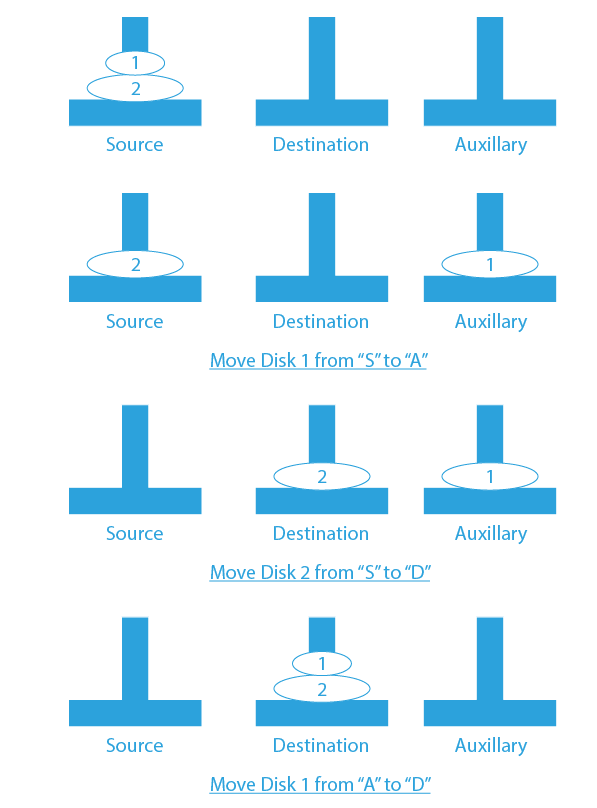 1
2
Source Destination Auxillary
2 1
Source Destination Auxillary
Move Disk 1 from “S” to “A”
2 1
Source Destination Auxillary
Move Disk 2 from “S” to “D”
1
2
Source Destination Auxillary
Move Disk 1 from “A” to “D”